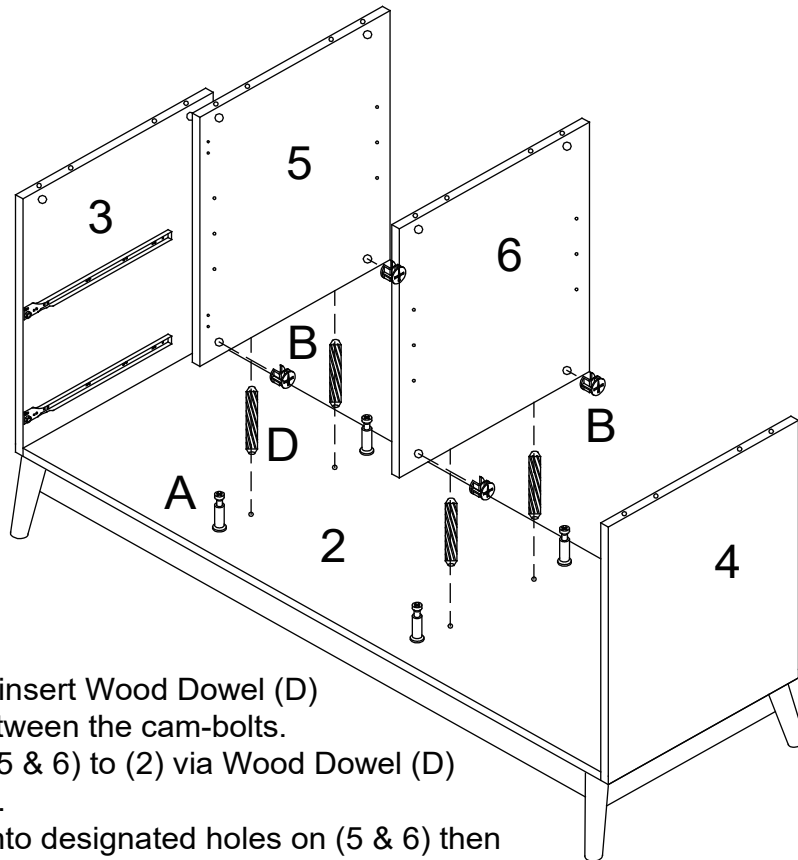 5
3
6
B
B
D
A
2
4
insert Wood Dowel (D)
tween the cam-bolts.
5 & 6) to (2) via Wood Dowel (D)
.
nto designated holes on (5 & 6) then